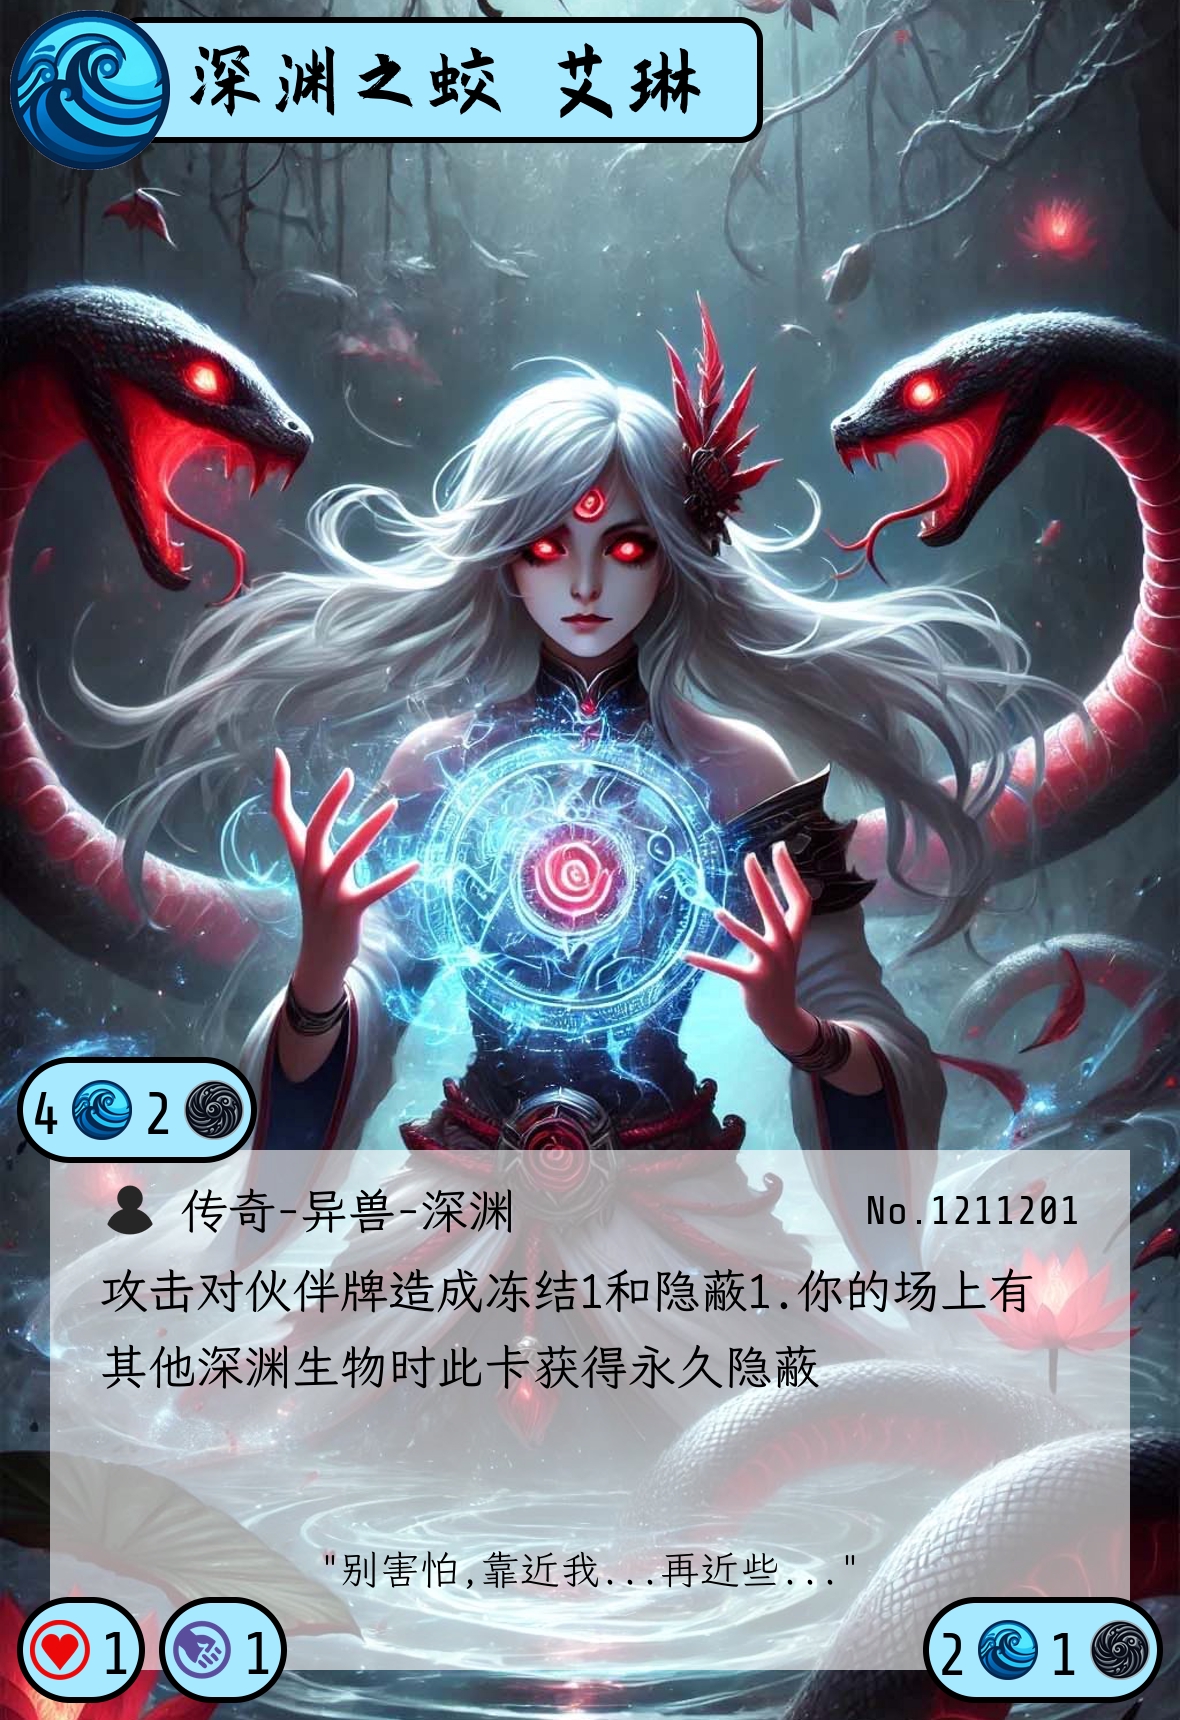 深渊之蛟 艾琳
4 2
传奇-异兽-深渊
No.1211201
攻击对伙伴牌造成冻结1和隐蔽1.你的场上有
其他深渊生物时此卡获得永久隐蔽
"别害怕,靠近我...再近些..."
1 1
2 1